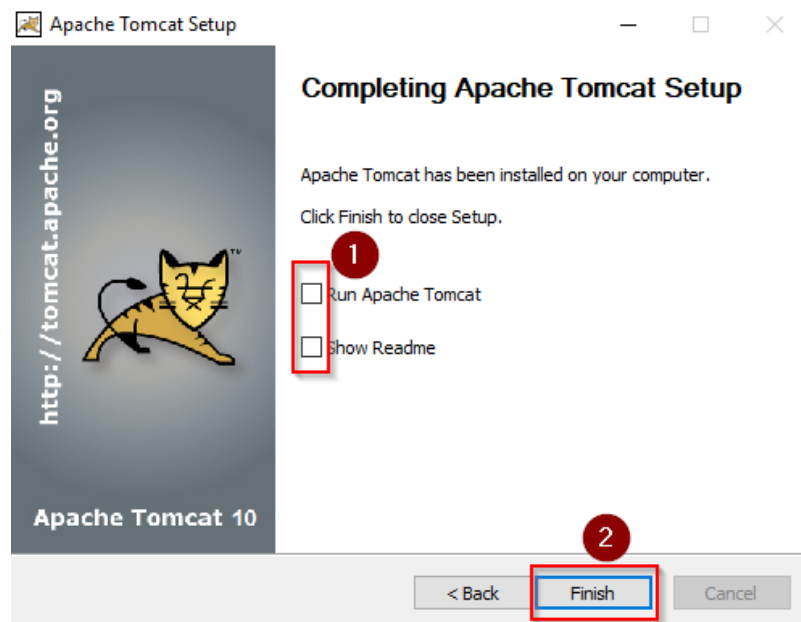 Apache Tomcat Setup
http://tomcat.apache.org
Apache Tomcat 10
Completing Apache Tomcat Setup
Apache Tomcat has been installed on your computer.
Click Finish to close Setup.
1
Run Apache Tomcat
Show Readme
TM
2
< Back Finish Cancel